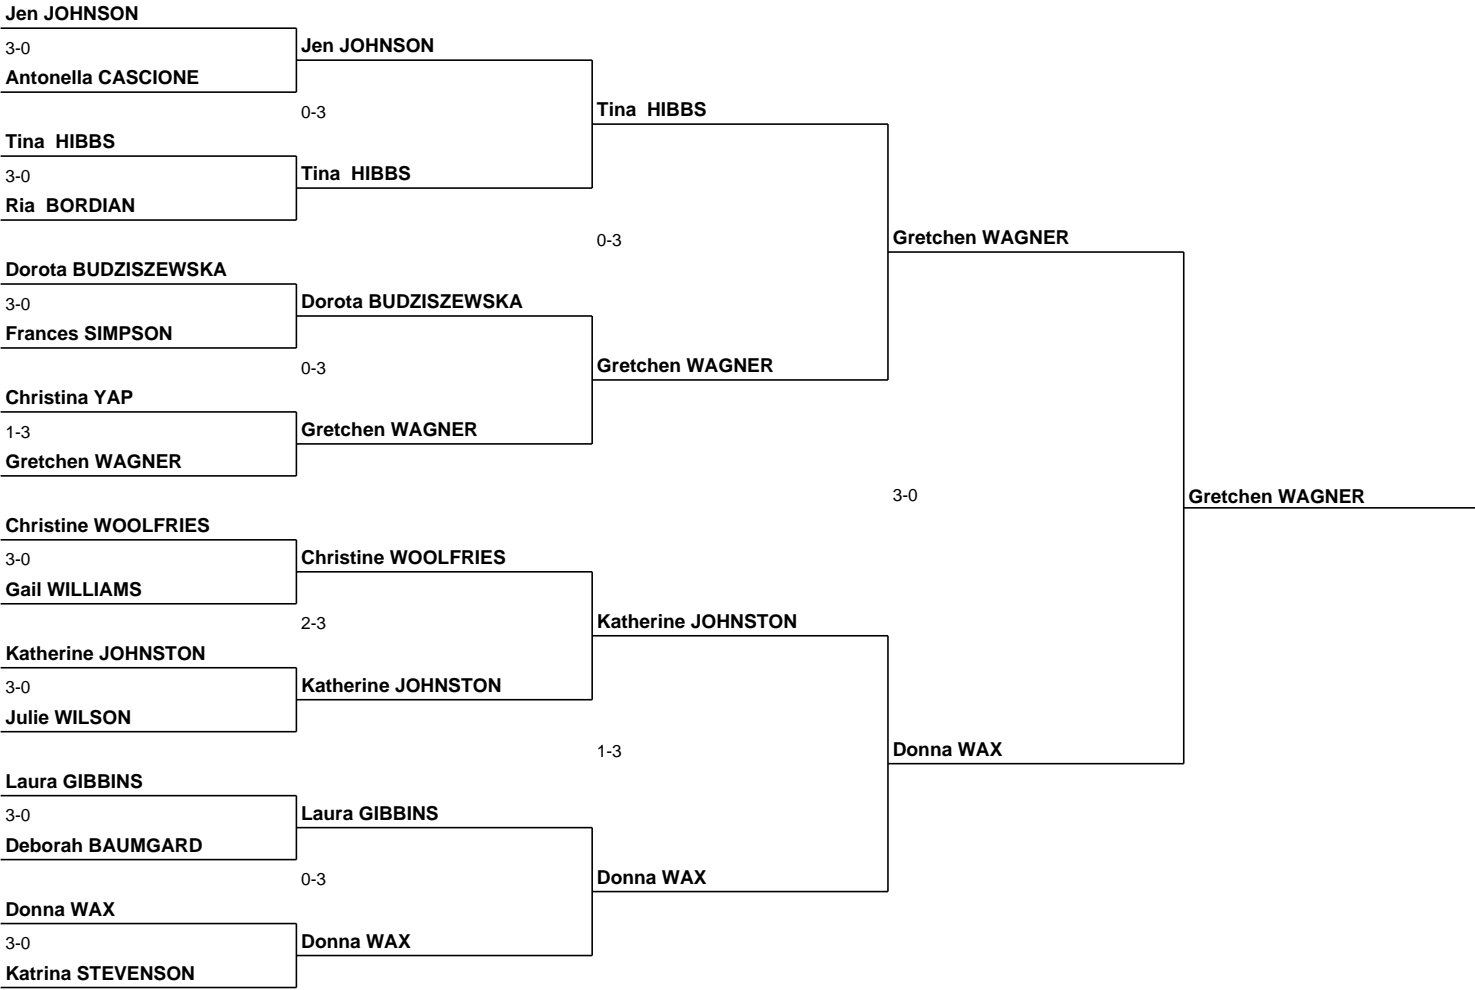 Jen JOHNSON
3-0
Antonella CASCIONE
Tina  HIBBS
3-0
Ria  BORDIAN
Dorota BUDZISZEWSKA
3-0
Frances SIMPSON
Christina YAP
1-3
Gretchen WAGNER
Christine WOOLFRIES
3-0
Gail WILLIAMS
Katherine JOHNSTON
3-0
Julie WILSON
Laura GIBBINS
3-0
Deborah BAUMGARD
Donna WAX
3-0
Katrina STEVENSON
Jen JOHNSON
0-3
Tina  HIBBS
Dorota BUDZISZEWSKA
0-3
Gretchen WAGNER
Christine WOOLFRIES
2-3
Katherine JOHNSTON
Laura GIBBINS
0-3
Donna WAX
Tina  HIBBS
0-3
Gretchen WAGNER
Katherine JOHNSTON
1-3
Donna WAX
Gretchen WAGNER
3-0
Donna WAX
Gretchen WAGNER